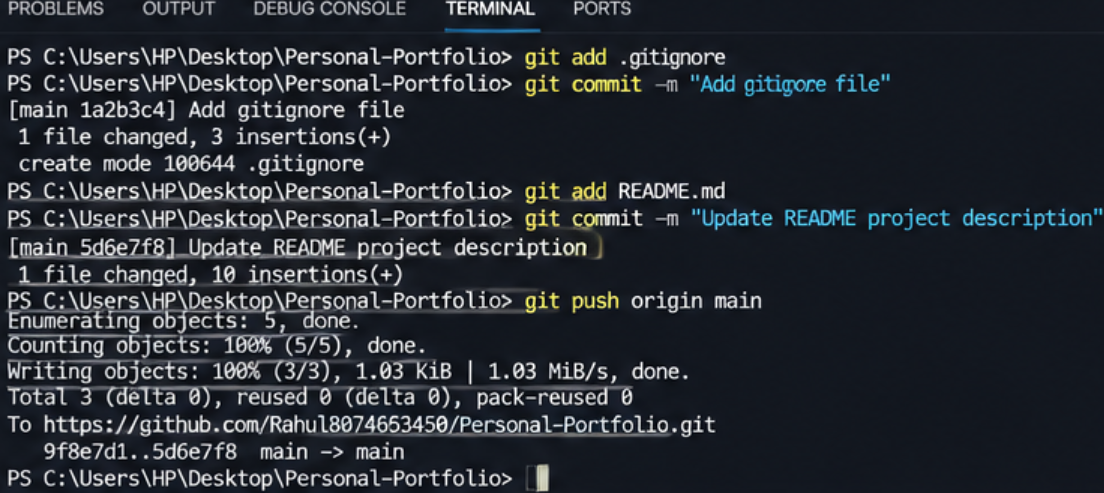 PROBLEMS OUTPUT DEBUG CONSOLE TERMINAL PORTS
PS C:\Users\HP\Desktop\Personal-Portfolio> git add .gitignore
PS C:\Users\HP\Desktop\Personal-Portfolio> git commit -m "Add gitigore file"
[main 1a2b3c4] Add gitignore file
 1 file changed, 3 insertions(+)
 create mode 100644 .gitignore
PS C:\Users\HP\Desktop\Personal-Portfolio> git add README.md
PS C:\Users\HP\Desktop\Personal-Portfolio> git commit -m "Update README project description"
[main 5d6e7f8] Update README project description
 1 file changed, 10 insertions(+)
PS C:\Users\HP\Desktop\Personal-Portfolio> git push origin main
Enumerating objects: 5, done.
Counting objects: 100% (5/5), done.
Writing objects: 100% (3/3), 1.03 KiB | 1.03 MiB/s, done.
Total 3 (delta 0), reused 0 (delta 0), pack-reused 0
To https://github.com/Rahul8074653450/Personal-Portfolio.git
   9f8e7d1..5d6e7f8  main -> main
PS C:\Users\HP\Desktop\Personal-Portfolio>